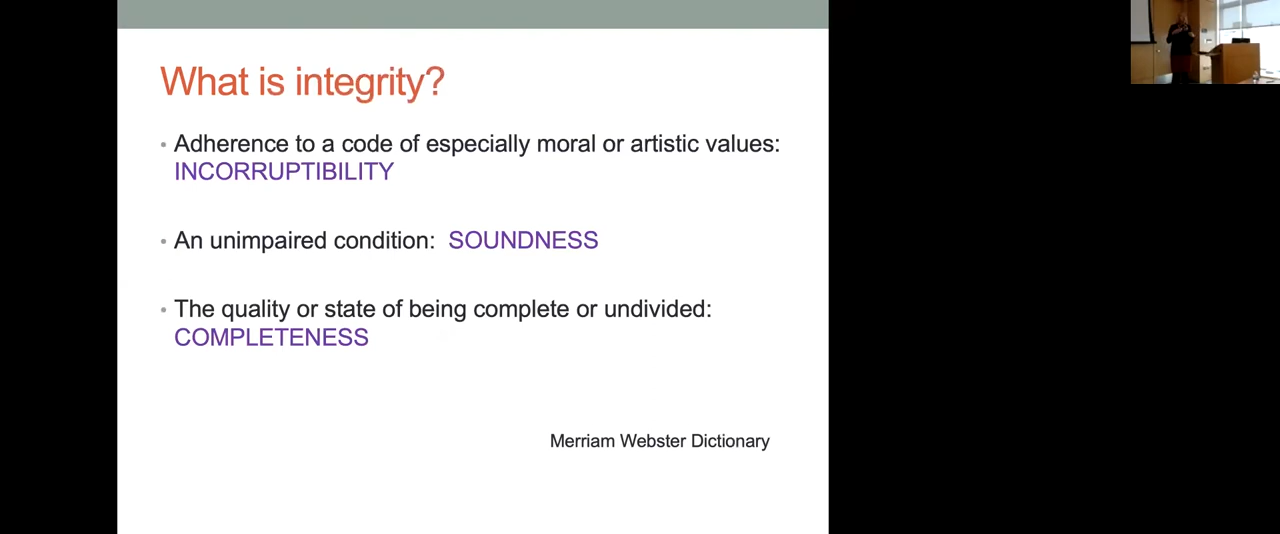 What is integrity?
• Adherence to a code of especially moral or artistic values:
INCORRUPTIBILITY
• An unimpaired condition: SOUNDNESS
• The quality or state of being complete or undivided:
COMPLETENESS
Merriam Webster Dictionary